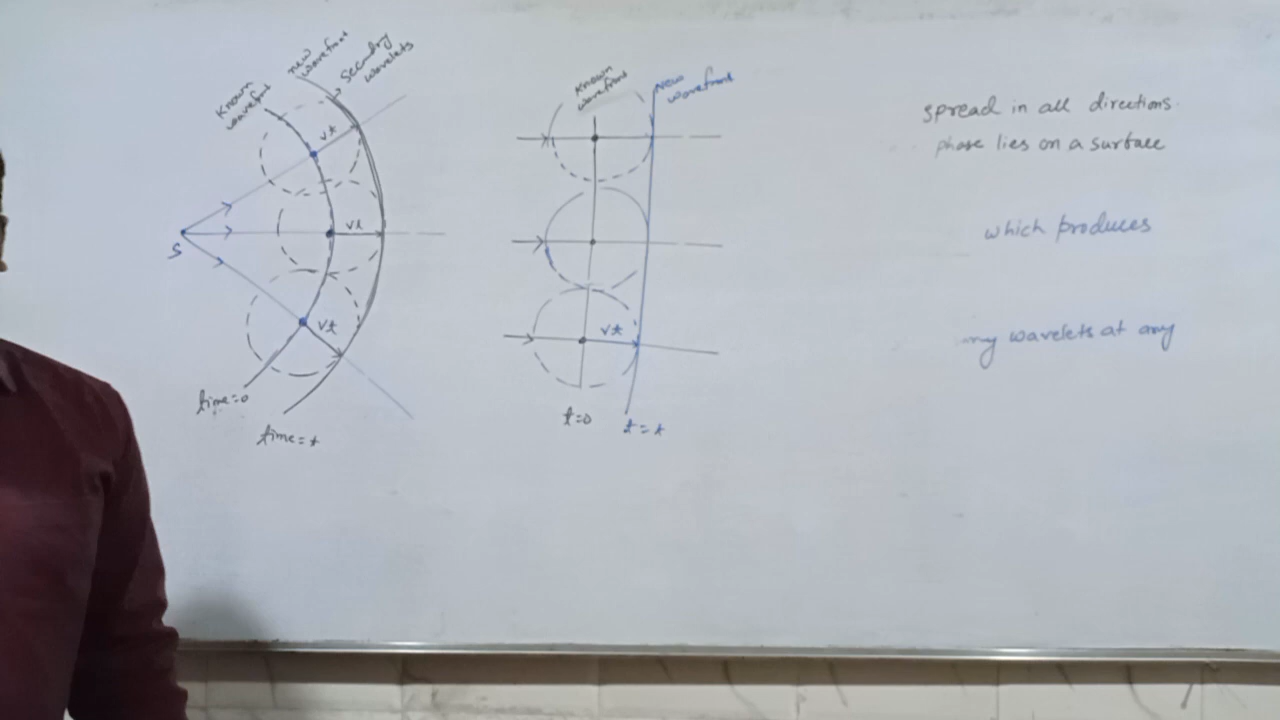 Known
wavefront
new
wavefront
secondry
wavelets
vt
vt
vt
S
time=0
time=t
Known
wavefront
New
wavefront
vt
t=0
t=t
spread in all directions
phase lies on a surface
which produces
wavelets at any